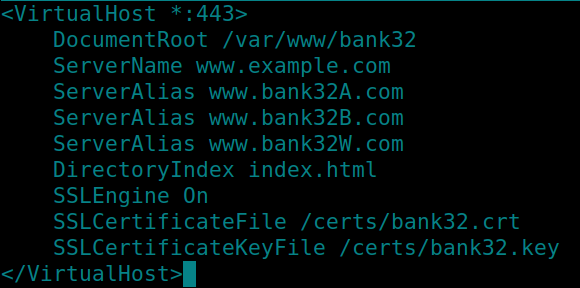 <VirtualHost *:443>
    DocumentRoot /var/www/bank32
    ServerName www.example.com
    ServerAlias www.bank32A.com
    ServerAlias www.bank32B.com
    ServerAlias www.bank32W.com
    DirectoryIndex index.html
    SSLEngine On
    SSLCertificateFile /certs/bank32.crt
    SSLCertificateKeyFile /certs/bank32.key
</VirtualHost>